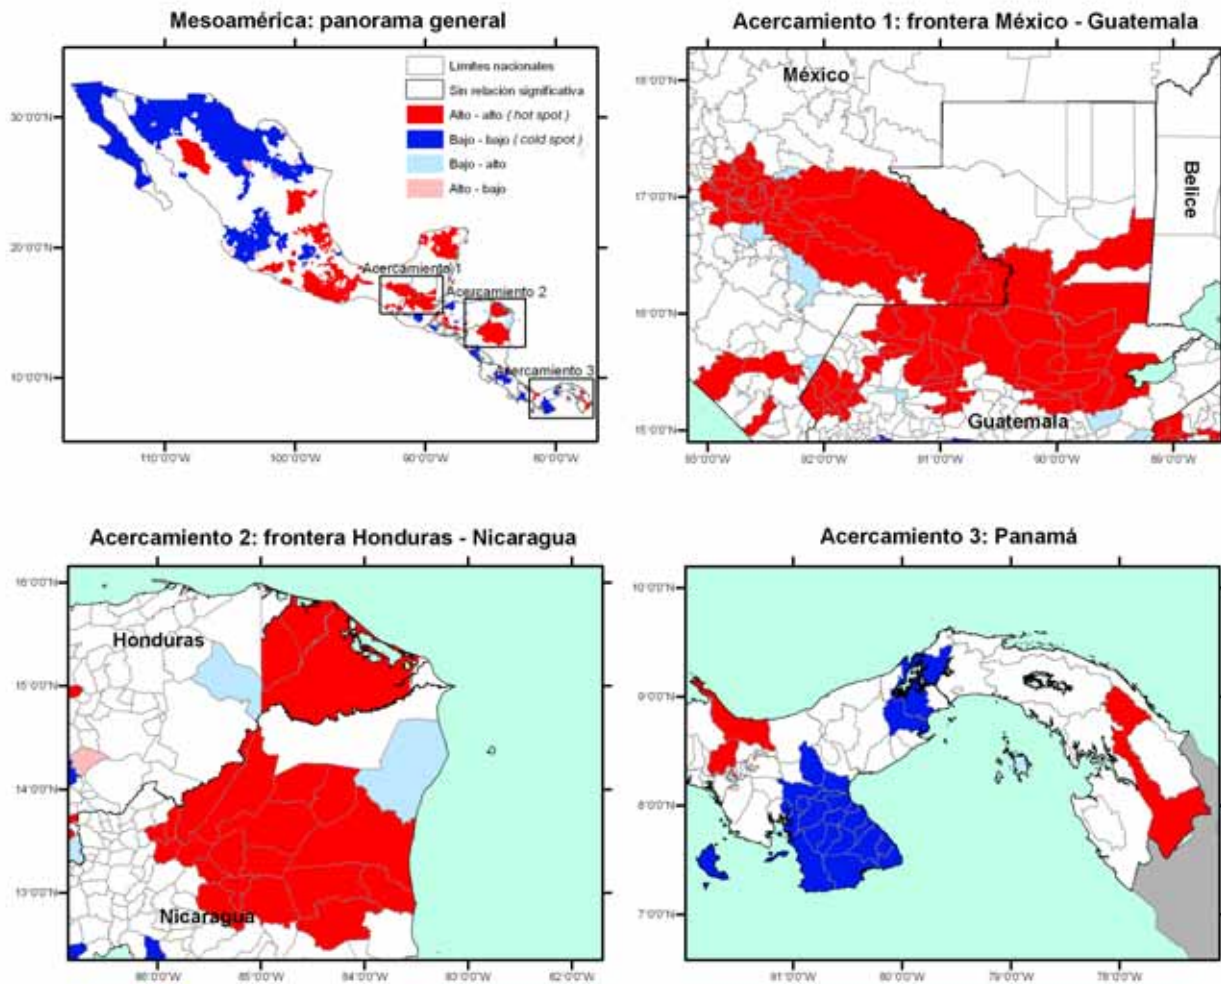 Mesoamérica: panorama general
Límites nacionales
Sin relación significativa
Alto - alto (hot spot)
Bajo - bajo (cold spot)
Bajo - alto
Alto - bajo
30°0'0"N
20°0'0"N
10°0'0"N
Acercamiento 1
Acercamiento 2
Acercamiento 3
110°0'0"W 100°0'0"W 90°0'0"W 80°0'0"W
Acercamiento 1: frontera México - Guatemala
México
Belice
Guatemala
18°0'0"N
17°0'0"N
16°0'0"N
15°0'0"N
92°0'0"W 91°0'0"W 90°0'0"W 89°0'0"W
Acercamiento 2: frontera Honduras - Nicaragua
Honduras
Nicaragua
16°0'0"N
15°0'0"N
14°0'0"N
13°0'0"N
85°0'0"W 84°0'0"W 83°0'0"W 82°0'0"W
Acercamiento 3: Panamá
10°0'0"N
9°0'0"N
8°0'0"N
7°0'0"N
81°0'0"W 80°0'0"W 79°0'0"W 78°0'0"W